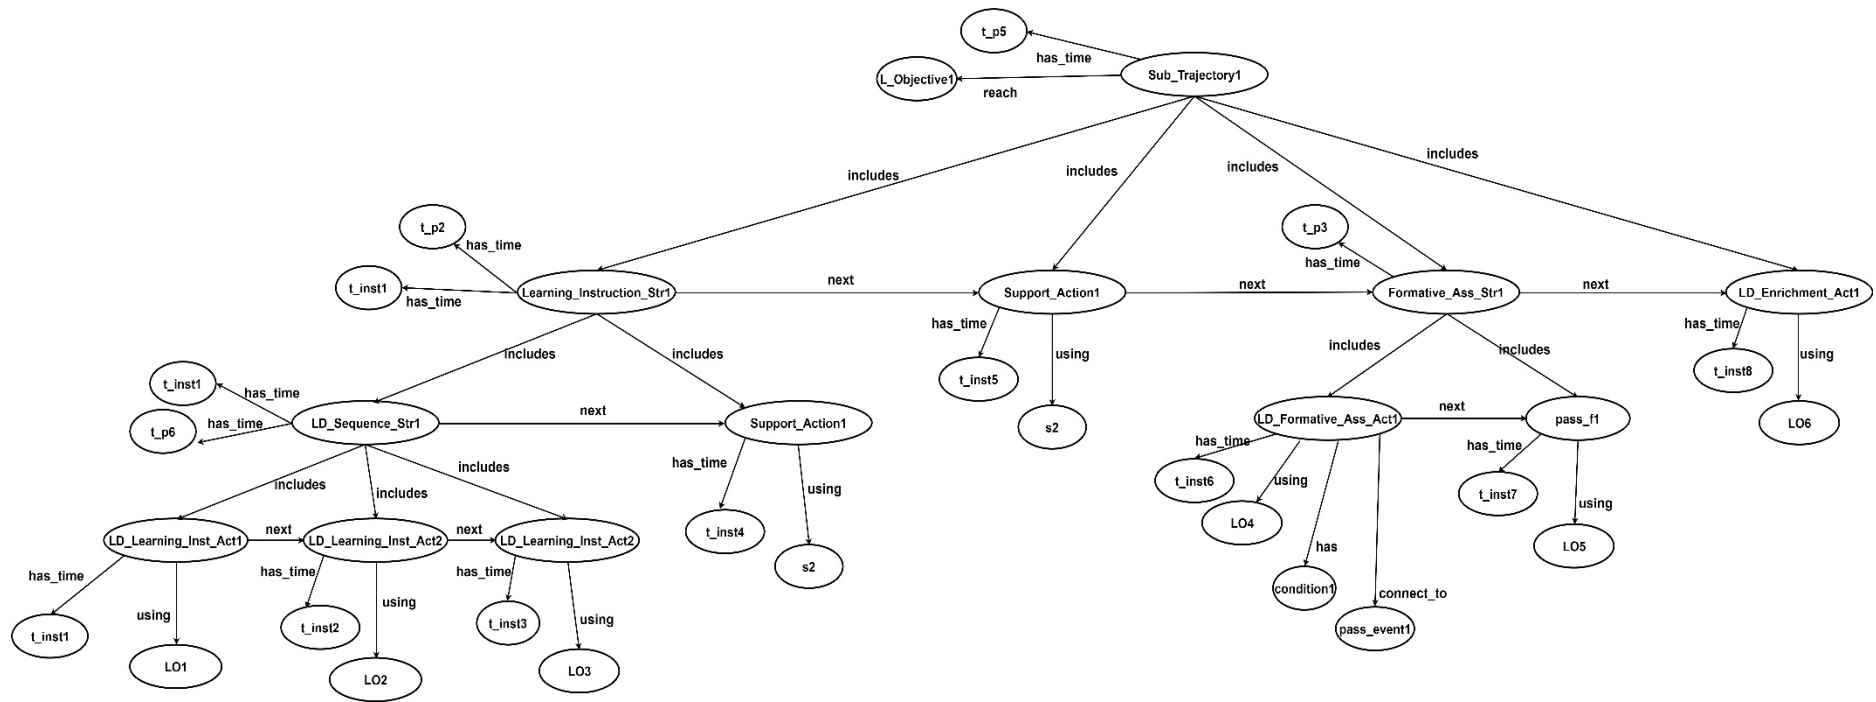 t_p5
has_time
Sub_Trajectory1
L_Objective1
reach
includes
includes
includes
includes
t_p2
has_time
t_p3
has_time
t_inst1
has_time
Learning_Instruction_Str1
next
Support_Action1
next
Formative_Ass_Str1
next
LD_Enrichment_Act1
has_time
using
has_time
using
includes
includes
includes
includes
t_inst5
t_inst8
t_inst1
has_time
t_p6
has_time
LD_Sequence_Str1
next
Support_Action1
s2
LD_Formative_Ass_Act1
next
pass_f1
LO6
has_time
using
has_time
using
has
connect_to
has_time
using
includes
includes
includes
t_inst4
s2
t_inst6
LO4
condition1
pass_event1
t_inst7
LO5
LD_Learning_Inst_Act1
next
LD_Learning_Inst_Act2
next
LD_Learning_Inst_Act2
has_time
using
has_time
using
has_time
using
t_inst1
LO1
t_inst2
LO2
t_inst3
LO3